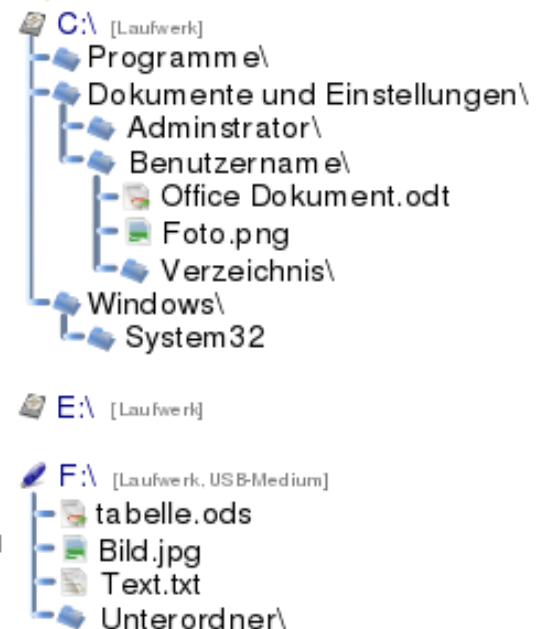 C:\ [Laufwerk]
Programme\
Dokumente und Einstellungen\
Adminstrator\
Benutzername\
Office Dokument.odt
Foto.png
Verzeichnis\
Windows\
System32
E:\ [Laufwerk]
F:\ [Laufwerk, USB-Medium]
tabelle.ods
Bild.jpg
Text.txt
Unterordner\